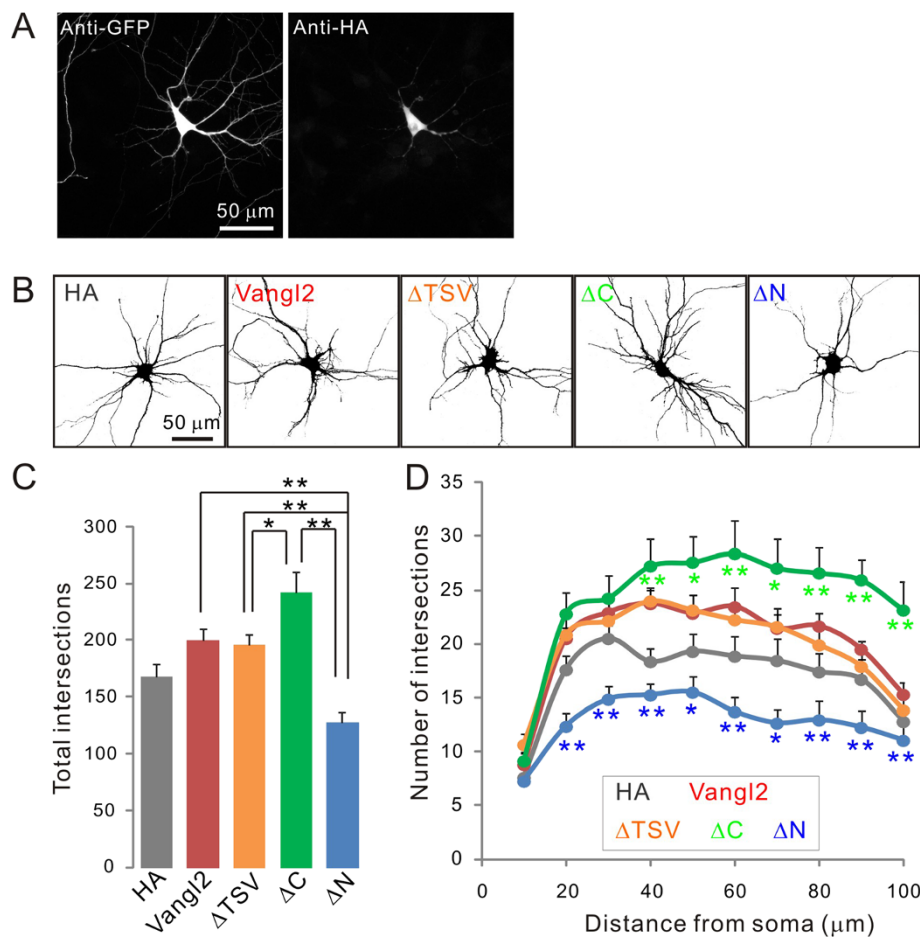 A
Anti-GFP
Anti-HA
50 μm
B
HA
Vangl2
ΔTSV
ΔC
ΔN
50 μm
C
**
**
*
**
300
250
200
150
100
50
0
Total intersections
HA
Vangl2
ΔTSV
ΔC
ΔN
D
35
30
25
20
15
10
5
0
Number of intersections
** * ** * ** ** **
** ** ** * ** * ** ** **
HA Vangl2
ΔTSV ΔC ΔN
0 20 40 60 80 100
Distance from soma (μm)